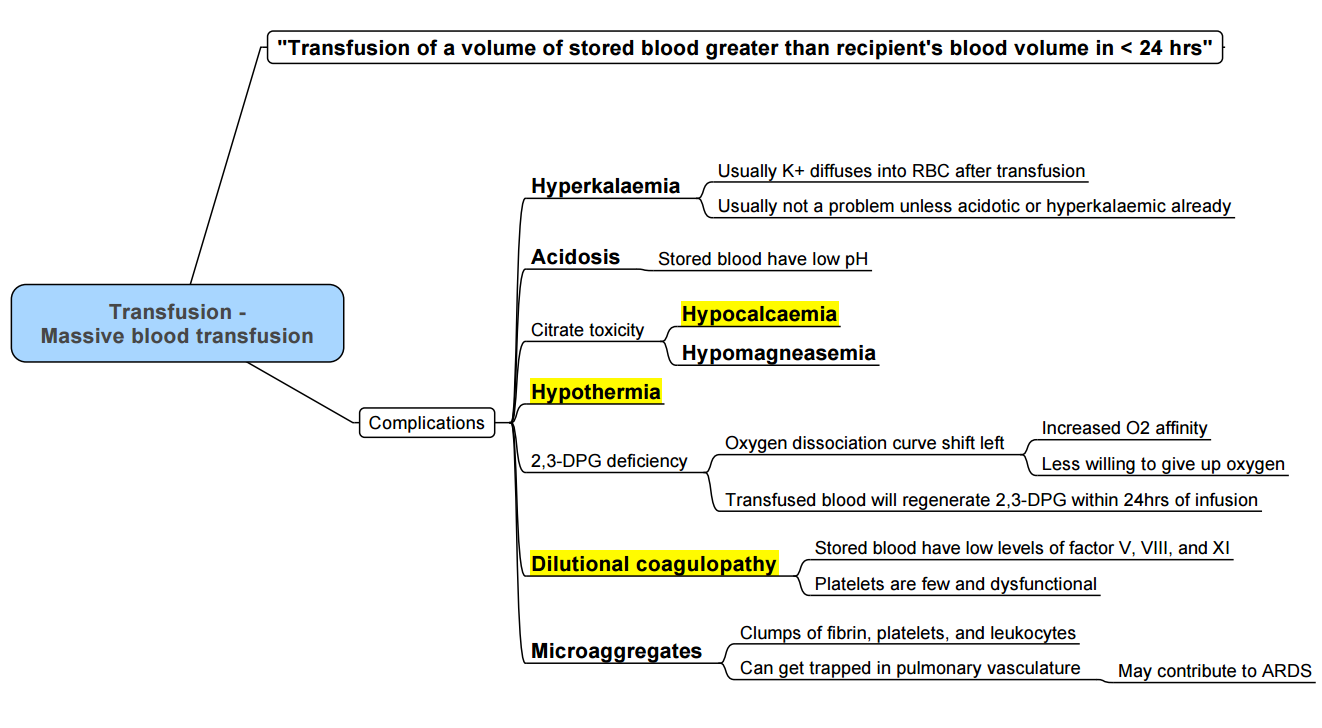 "Transfusion of a volume of stored blood greater than recipient's blood volume in < 24 hrs"
Transfusion -
Massive blood transfusion
Complications
Hyperkalaemia
Usually K+ diffuses into RBC after transfusion
Usually not a problem unless acidotic or hyperkalaemic already
Acidosis
Stored blood have low pH
Citrate toxicity
Hypocalcaemia
Hypomagneasemia
Hypothermia
2,3-DPG deficiency
Oxygen dissociation curve shift left
Increased O2 affinity
Less willing to give up oxygen
Transfused blood will regenerate 2,3-DPG within 24hrs of infusion
Dilutional coagulopathy
Stored blood have low levels of factor V, VIII, and XI
Platelets are few and dysfunctional
Microaggregates
Clumps of fibrin, platelets, and leukocytes
Can get trapped in pulmonary vasculature
May contribute to ARDS